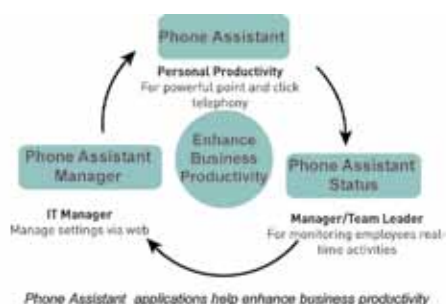 Phone Assistant
Personal Productivity
For powerful point and click
telephony
Enhance
Business
Productivity
Phone Assistant
Manager
IT Manager
Manage settings via web
Phone Assistant
Status
Manager/Team Leader
For monitoring employees real-
time activities
Phone Assistant applications help enhance business productivity